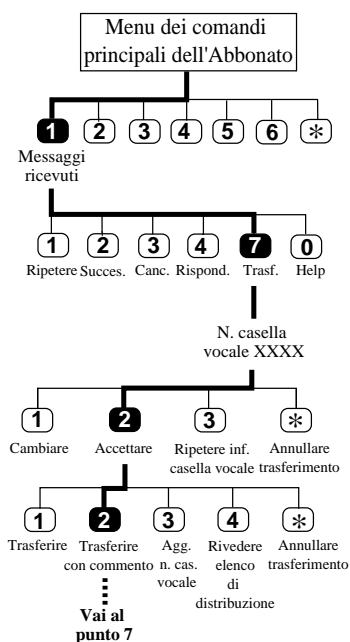 Menu dei comandi
principali dell'Abbonato
1 2 3 4 5 6 *
Messaggi
ricevuti
1 2 3 4 7 0
Ripetere Succes. Canc. Rispond. Trasf. Help
N. casella
vocale XXXX
1 2 3 *
Cambiare Accettare Ripetere inf. Annullare
casella vocale trasferimento
1 2 3 4 *
Trasferire Trasferire Agg. Rivedere Annullare
con commento n. cas. elenco trasferimento
vocale di
distribuzione
Vai al
punto 7